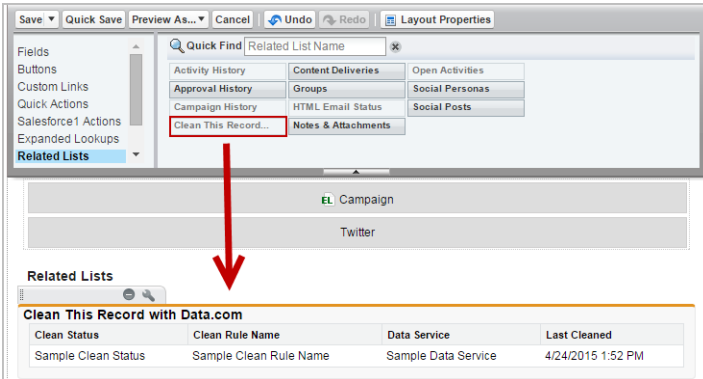 Save Quick Save Preview As... Cancel Undo Redo Layout Properties
Fields
Buttons
Custom Links
Quick Actions
Salesforce1 Actions
Expanded Lookups
Related Lists
Quick Find Related List Name
Activity History Content Deliveries Open Activities
Approval History Groups Social Personas
Campaign History HTML Email Status Social Posts
Clean This Record... Notes & Attachments
EL Campaign
Twitter
Related Lists
Clean This Record with Data.com
Clean Status Clean Rule Name Data Service Last Cleaned
Sample Clean Status Sample Clean Rule Name Sample Data Service 4/24/2015 1:52 PM